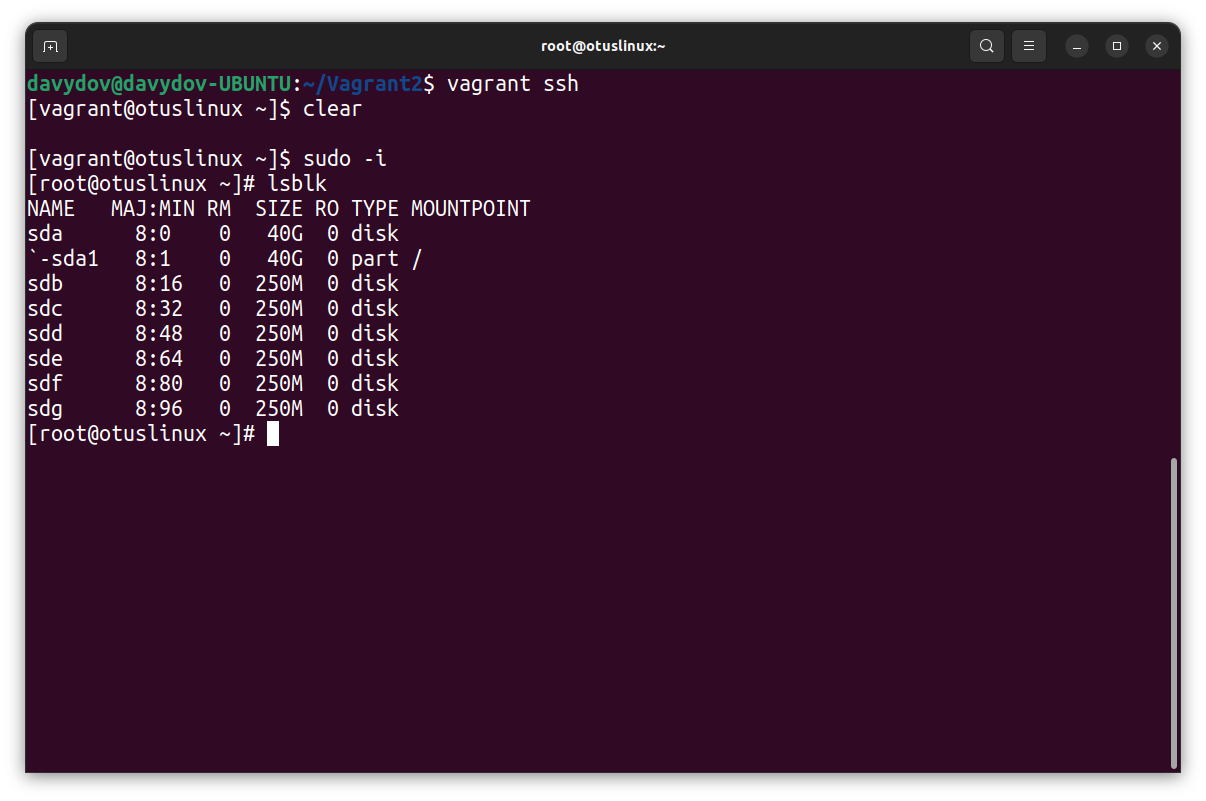 root@otuslinux:~
davydov@davydov-UBUNTU:~/Vagrant2$ vagrant ssh
[vagrant@otuslinux ~]$ clear
[vagrant@otuslinux ~]$ sudo -i
[root@otuslinux ~]# lsblk
NAME   MAJ:MIN RM  SIZE RO TYPE MOUNTPOINT
sda      8:0    0   40G  0 disk
`-sda1   8:1    0   40G  0 part /
sdb      8:16   0  250M  0 disk
sdc      8:32   0  250M  0 disk
sdd      8:48   0  250M  0 disk
sde      8:64   0  250M  0 disk
sdf      8:80   0  250M  0 disk
sdg      8:96   0  250M  0 disk
[root@otuslinux ~]#